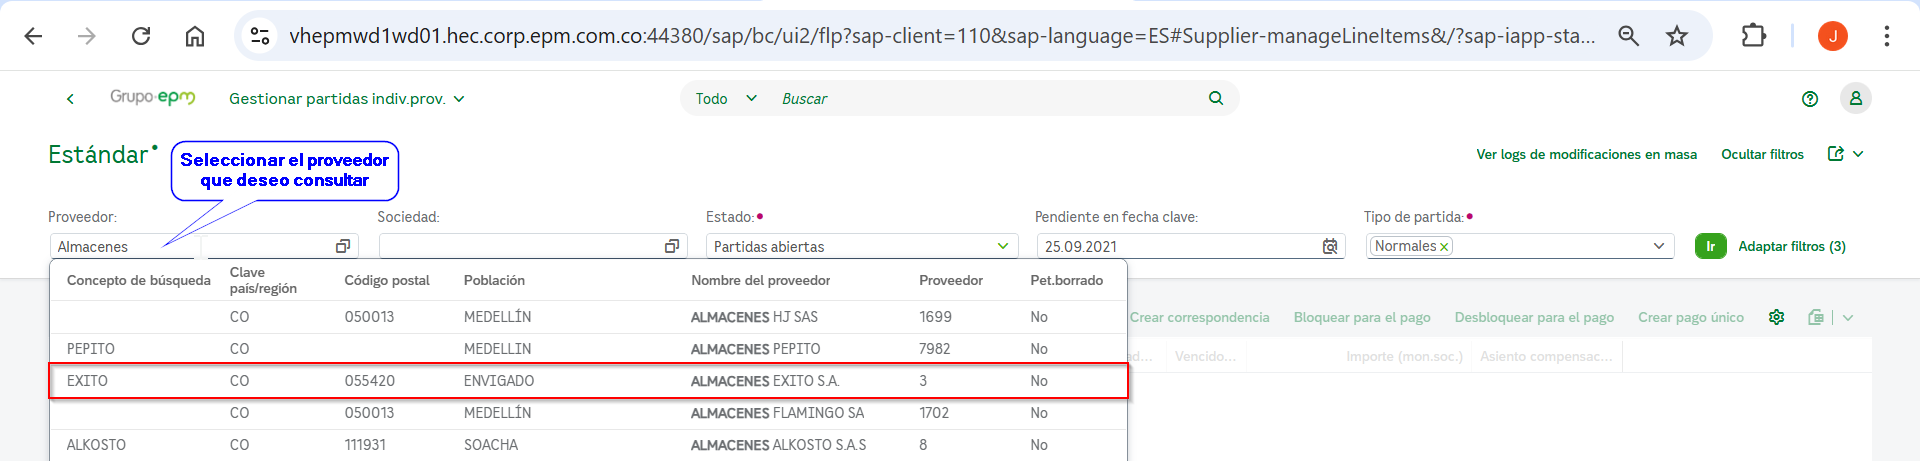 vhepmwd1wd01.hec.corp.epm.com.co:44380/sap/bc/ui2/flp?sap-client=110&sap-language=ES#Supplier-manageLineItems&/?sap-iapp-sta...
J
Grupo·epm
Gestionar partidas indiv.prov.
Todo
Buscar
Estándar
Seleccionar el proveedor
que deseo consultar
Ver logs de modificaciones en masa
Ocultar filtros
Proveedor:
Sociedad:
Estado:
Pendiente en fecha clave:
Tipo de partida:
Almacenes
Partidas abiertas
25.09.2021
Normales
Ir
Adaptar filtros (3)
Concepto de búsqueda Clave país/región Código postal Población Nombre del proveedor Proveedor Pet.borrado
CO 050013 MEDELLÍN ALMACENES HJ SAS 1699 No
PEPITO CO MEDELLIN ALMACENES PEPITO 7982 No
EXITO CO 055420 ENVIGADO ALMACENES EXITO S.A. 3 No
CO 050013 MEDELLÍN ALMACENES FLAMINGO SA 1702 No
ALKOSTO CO 111931 SOACHA ALMACENES ALKOSTO S.A.S 8 No
Crear correspondencia
Bloquear para el pago
Desbloquear para el pago
Crear pago único
ad...
Vencido...
Importe (mon.soc.)
Asiento compensac...